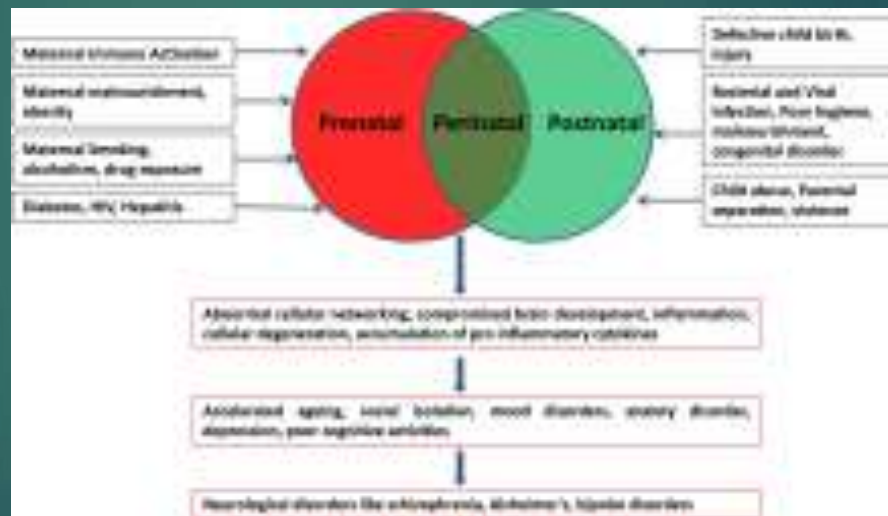 Maternal Immune Activation
Maternal malnourishment,
obesity
Maternal Smoking,
alcoholism, drug exposure
Diabetes, HIV, Hepatitis
Prenatal
Perinatal
Postnatal
Defective child birth,
injury
Bacterial and Viral
infection, Poor hygiene,
congenital disorder
Child abuse, Parental
separation, violence
Abnormal cellular networking, compromised brain development, inflammation,
cellular degeneration, accumulation of pro inflammatory cytokines
Accelerated ageing, social isolation, mood disorders, anxiety disorder,
depression, poor cognitive activities
Neurological disorders like schizophrenia, Alzheimer's, bipolar disorders